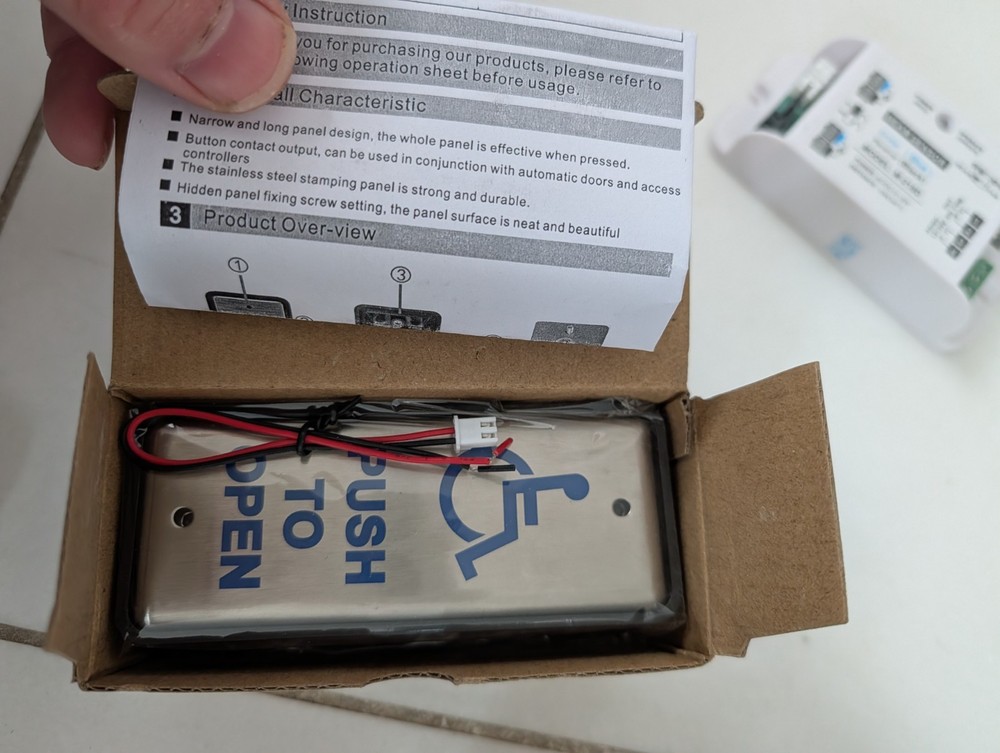 Instruction
you for purchasing our products, please refer to
owing operation sheet before usage.
all Characteristic
■ Narrow and long panel design, the whole panel is effective when pressed.
■ Button contact output, can be used in conjunction with automatic doors and access
controllers
■ The stainless steel stamping panel is strong and durable.
■ Hidden panel fixing screw setting, the panel surface is neat and beautiful
3 Product Over-view
① ③
PUSH
TO
OPEN